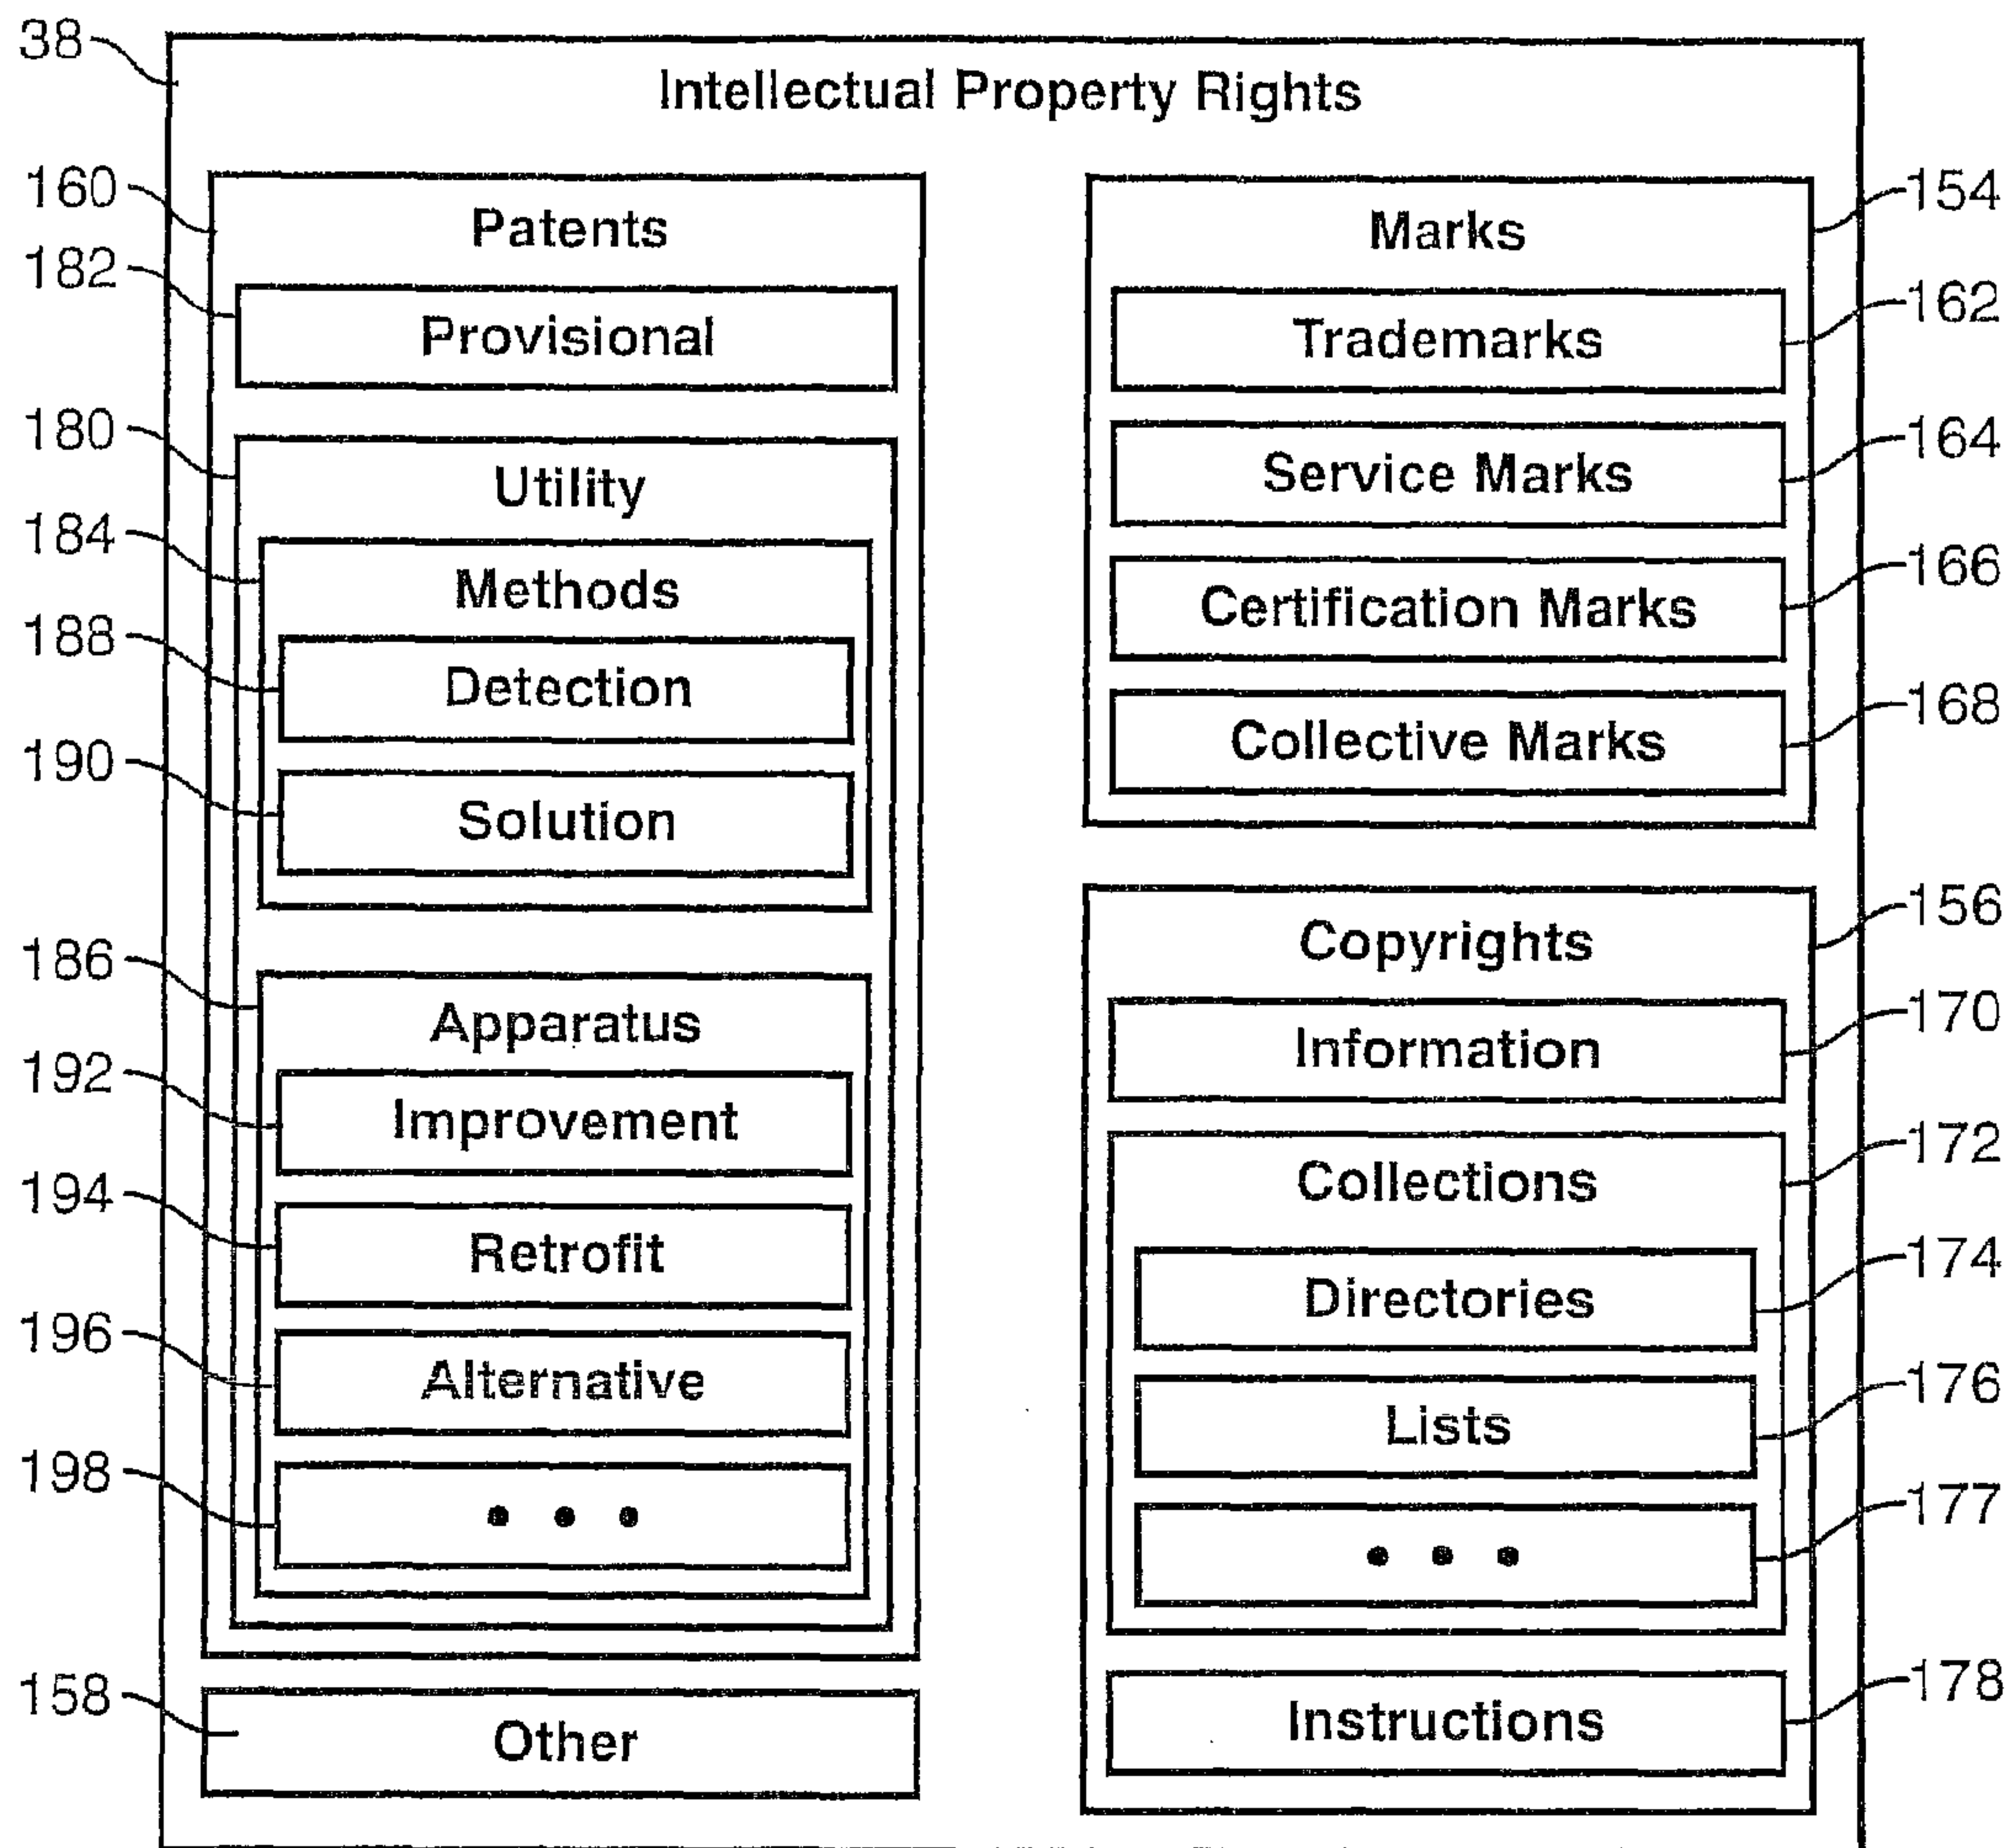 38
Intellectual Property Rights
160
Patents
182
Provisional
180
Utility
184
Methods
188
Detection
190
Solution
186
Apparatus
192
Improvement
194
Retrofit
196
Alternative
198
• • •
158
Other
Marks
154
Trademarks
162
Service Marks
164
Certification Marks
166
Collective Marks
168
Copyrights
156
Information
170
Collections
172
Directories
174
Lists
176
• • •
177
Instructions
178